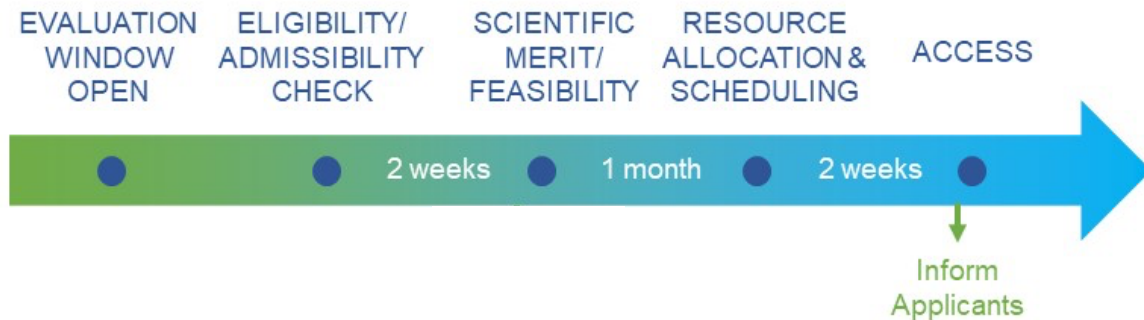 EVALUATION
WINDOW
OPEN
ELIGIBILITY/
ADMISSIBILITY
CHECK
SCIENTIFIC
MERIT/
FEASIBILITY
RESOURCE
ALLOCATION &
SCHEDULING
ACCESS
2 weeks
1 month
2 weeks
Inform
Applicants